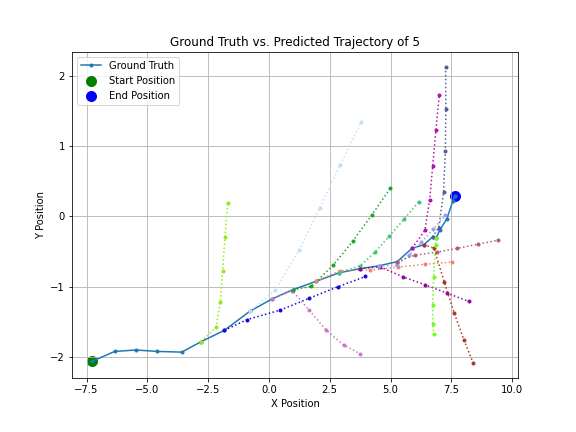 Ground Truth vs. Predicted Trajectory of 5
Ground Truth
Start Position
End Position
2
1
0
−1
−2
Y Position
−7.5 −5.0 −2.5 0.0 2.5 5.0 7.5 10.0
X Position